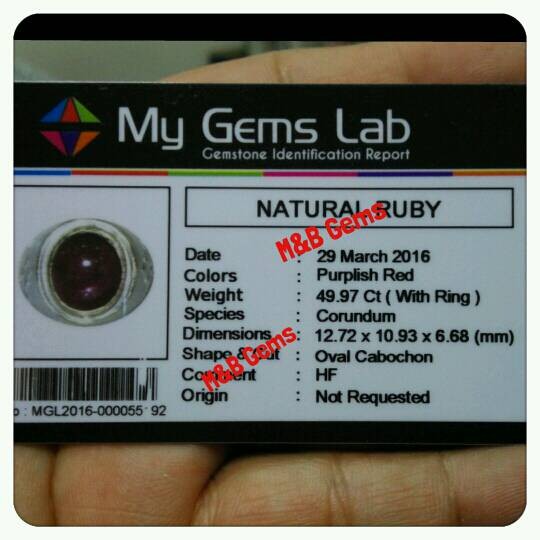 My Gems Lab
Gemstone Identification Report
NATURAL RUBY
M&B Gems
Date : 29 March 2016
Colors : Purplish Red
Weight : 49.97 Ct ( With Ring )
Species : Corundum
Dimensions : 12.72 x 10.93 x 6.68 (mm)
Shape & Cut : Oval Cabochon
M&B Gems
Comment : HF
Origin : Not Requested
: MGL2016-000055 92